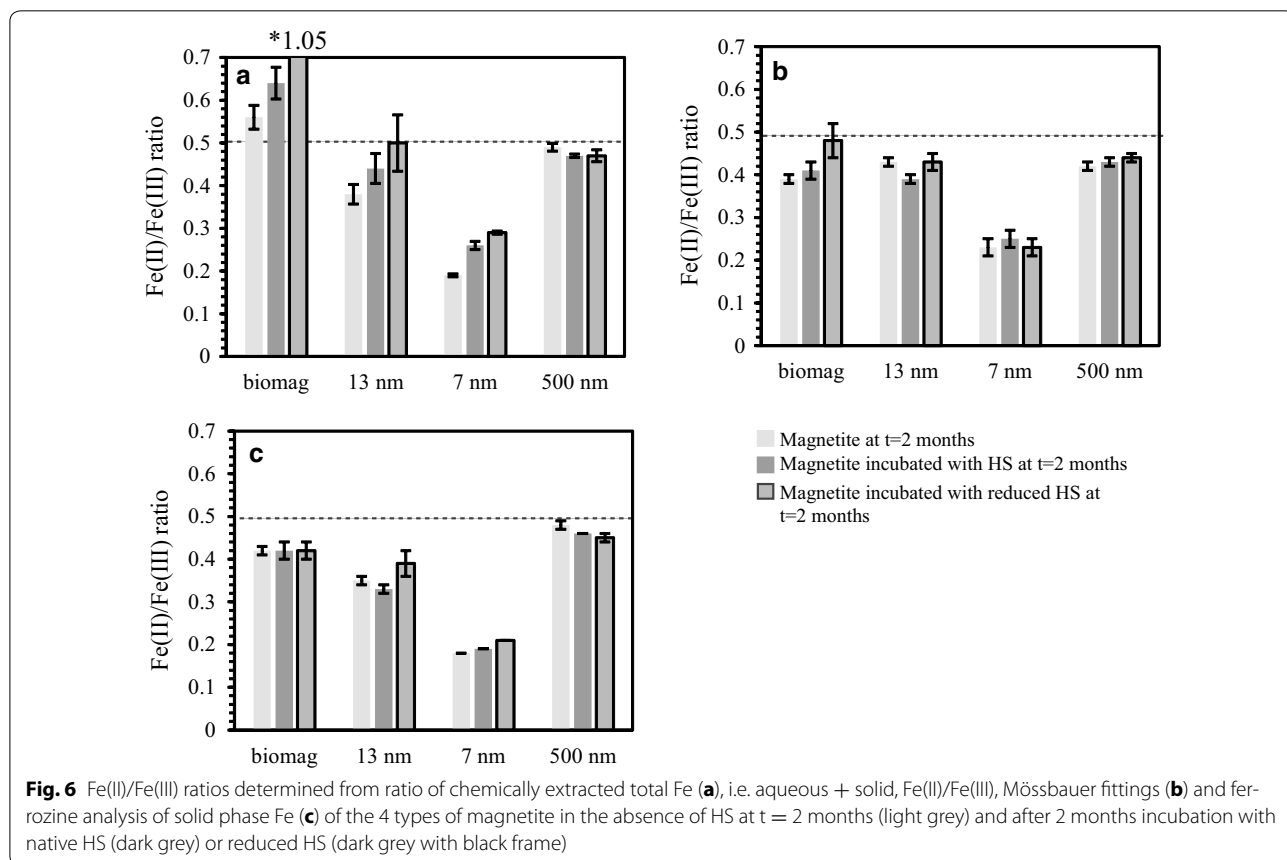 *1.05
a
Fe(II)/Fe(III) ratio
0.7
0.6
0.5
0.4
0.3
0.2
0.1
0
biomag 13 nm 7 nm 500 nm
b
Fe(II)/Fe(III) ratio
0.7
0.6
0.5
0.4
0.3
0.2
0.1
0
biomag 13 nm 7 nm 500 nm
c
Fe(II)/Fe(III) ratio
0.7
0.6
0.5
0.4
0.3
0.2
0.1
0
biomag 13 nm 7 nm 500 nm
Magnetite at t=2 months
Magnetite incubated with HS at t=2 months
Magnetite incubated with reduced HS at
t=2 months
Fig. 6 Fe(II)/Fe(III) ratios determined from ratio of chemically extracted total Fe (a), i.e. aqueous + solid, Fe(II)/Fe(III), Mössbauer fittings (b) and fer-
rozine analysis of solid phase Fe (c) of the 4 types of magnetite in the absence of HS at t = 2 months (light grey) and after 2 months incubation with
native HS (dark grey) or reduced HS (dark grey with black frame)